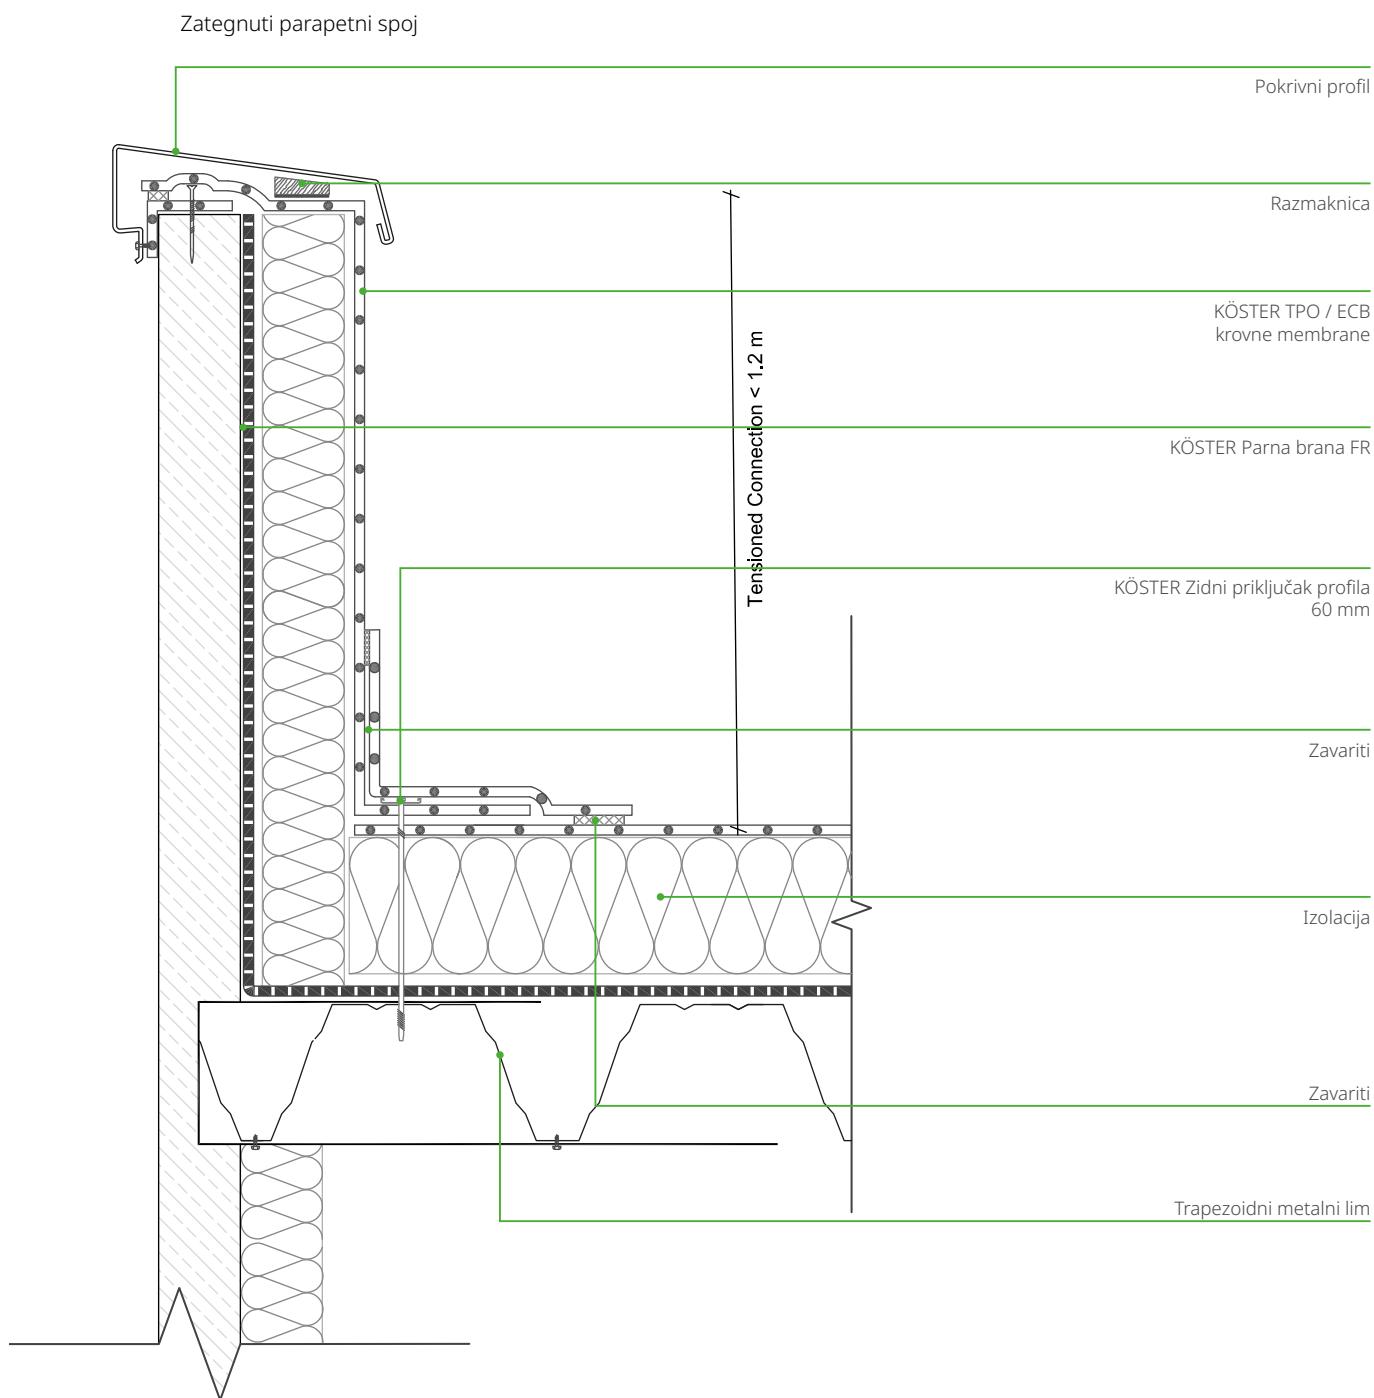 Zategnuti parapetni spoj
Pokrivni profil
Razmaknica
KÖSTER TPO / ECB
krovne membrane
KÖSTER Parna brana FR
Tensioned Connection < 1.2 m
KÖSTER Zidni priključak profila
60 mm
Zavariti
Izolacija
Zavariti
Trapezoidni metalni lim